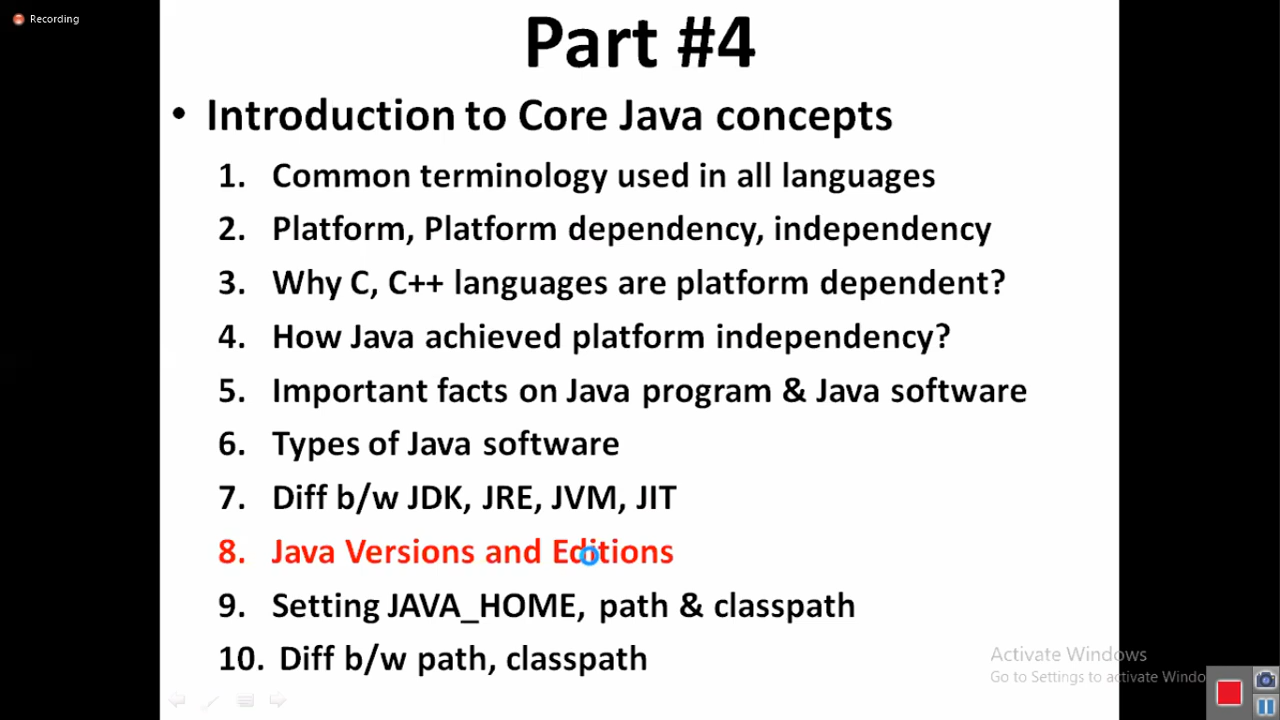 Recording
Part #4
• Introduction to Core Java concepts
1. Common terminology used in all languages
2. Platform, Platform dependency, independency
3. Why C, C++ languages are platform dependent?
4. How Java achieved platform independency?
5. Important facts on Java program & Java software
6. Types of Java software
7. Diff b/w JDK, JRE, JVM, JIT
8. Java Versions and Editions
9. Setting JAVA_HOME, path & classpath
10. Diff b/w path, classpath
Activate Windows
Go to Settings to activate Windo